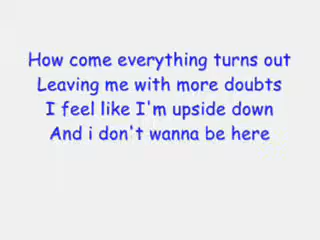 How come everything turns out
Leaving me with more doubts
I feel like I'm upside down
And i don't wanna be here